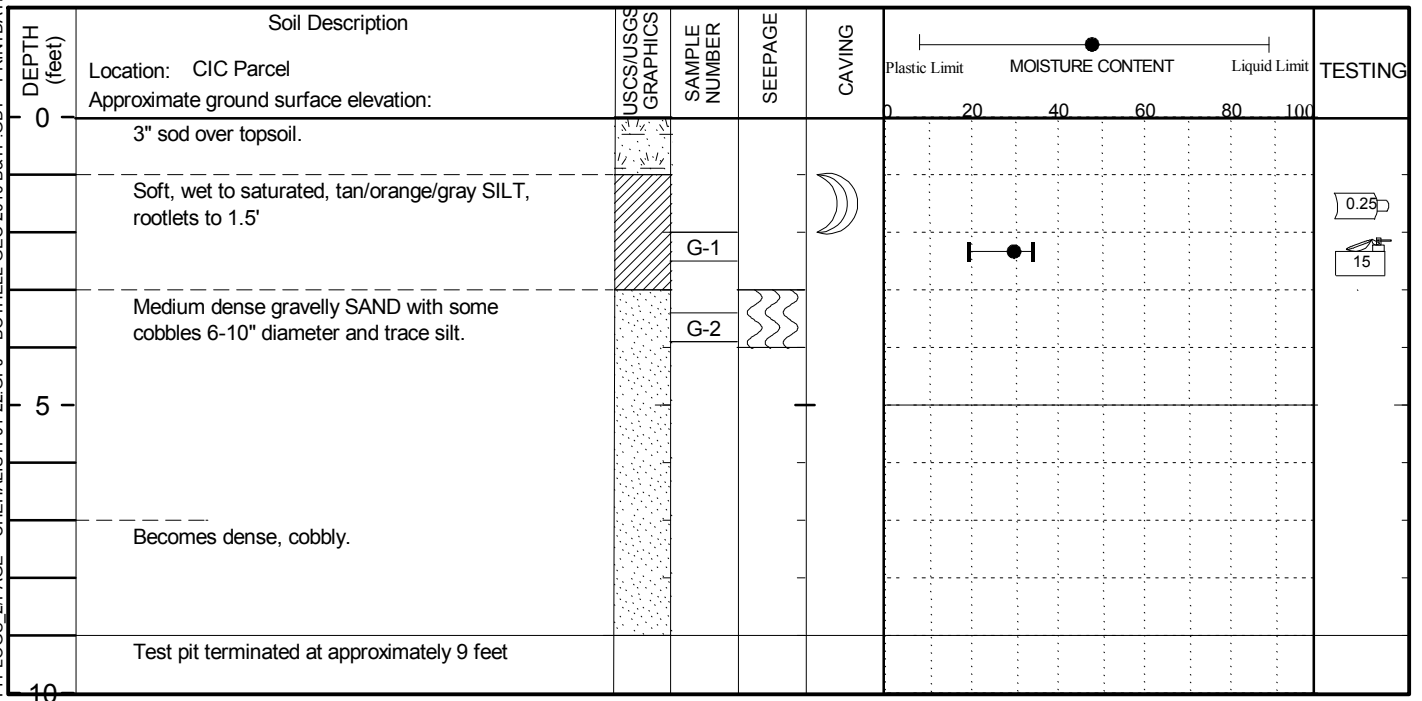 DEPTH
(feet)
Soil Description
Location: CIC Parcel
Approximate ground surface elevation:
USCS/USGS
GRAPHICS
SAMPLE
NUMBER
SEEPAGE
CAVING
Plastic Limit
MOISTURE CONTENT
Liquid Limit
TESTING
0 20 40 60 80 100
0
3" sod over topsoil.
Soft, wet to saturated, tan/orange/gray SILT,
rootlets to 1.5'
0.25
G-1
15
Medium dense gravelly SAND with some
cobbles 6-10" diameter and trace silt.
G-2
5
Becomes dense, cobbly.
Test pit terminated at approximately 9 feet
10